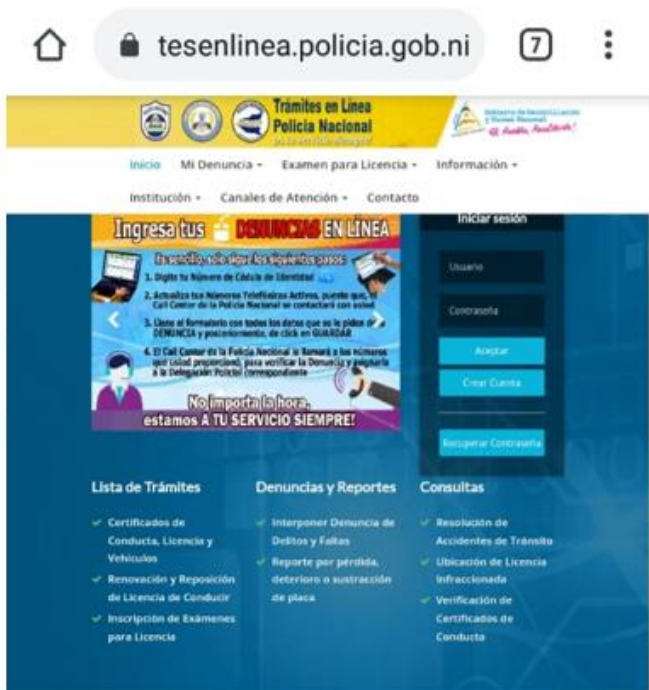 tesenlinea.policia.gob.ni
7
Trámites en Línea
Policía Nacional
Inicio Mi Denuncia Examen para Licencia Información
Institución Canales de Atención Contacto
Ingresa tus DENUNCIAS EN LÍNEA
Es sencillo, solo sigue los siguientes pasos:
1. Digite tu Número de Cédula de Identidad
2. Actualiza tus Números Telefónicos Activos, puesto que, el
Call Center de la Policía Nacional se contactará con usted
3. Llene el formulario con todos los datos que se le piden de la
DENUNCIA y posteriormente, de click en GUARDAR
4. El Call Center de la Policía Nacional le llamará a los números
que usted proporcionó, para verificar la Denuncia y asignarla
a la Delegación Policial correspondiente
No importa la hora,
estamos A TU SERVICIO SIEMPRE!
Iniciar sesión
Usuario
Contraseña
Aceptar
Crear Cuenta
Recuperar Contraseña
Lista de Trámites
Certificados de
Conducta, Licencia y
Vehículos
Renovación y Reposición
de Licencia de Conducir
Inscripción de Exámenes
para Licencia
Denuncias y Reportes
Interponer Denuncia de
Delitos y Faltas
Reporte por pérdida,
deterioro o sustracción
de placa
Consultas
Resolución de
Accidentes de Tránsito
Ubicación de Licencia
Infraccionada
Verificación de
Certificados de
Conducta